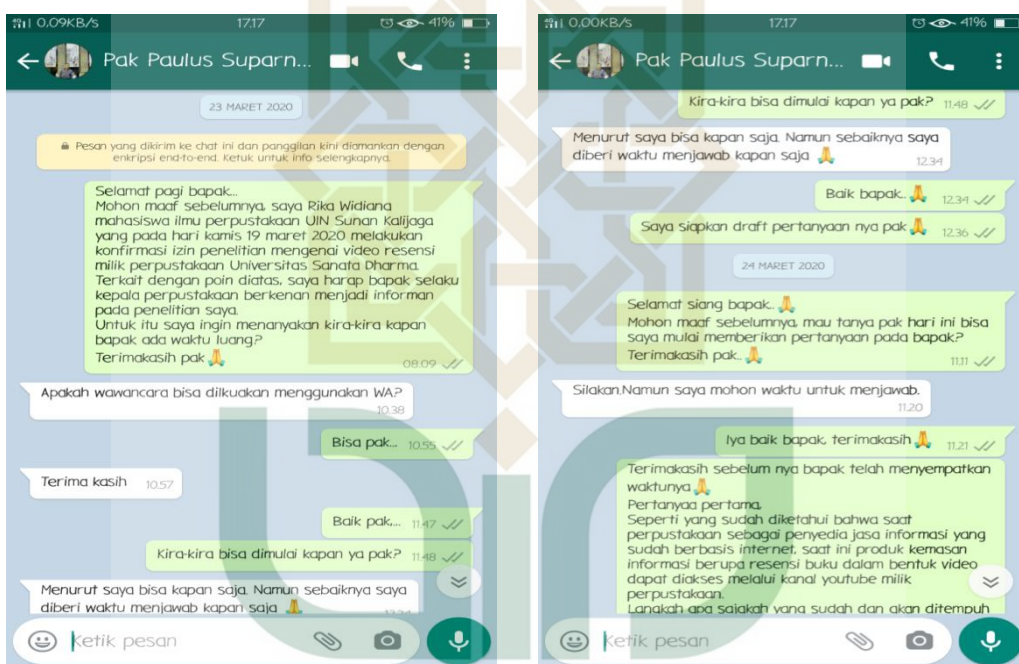 0,09KB/s 17.17 41%
Pak Paulus Suparn...
23 MARET 2020
Pesan yang dikirim ke chat ini dan panggilan kini diamankan dengan
enkripsi end-to-end. Ketuk untuk info selengkapnya.
Selamat pagi bapak...
Mohon maaf sebelumnya, saya Rika Widiana
mahasiswa ilmu perpustakaan UIN Sunan Kalijaga
yang pada hari kamis 19 maret 2020 melakukan
konfirmasi izin penelitian mengenai video resensi
milik perpustakaan Universitas Sanata Dharma.
Terkait dengan poin diatas, saya harap bapak selaku
kepala perpustakaan berkenan menjadi informan
pada penelitian saya.
Untuk itu saya ingin menanyakan kira-kira kapan
bapak ada waktu luang?
Terimakasih pak🙏 08.09
Apakah wawancara bisa dilkuakan menggunakan WA?
10.38
Bisa pak... 10.55
Terima kasih 10.57
Baik pak,... 11.47
Kira-kira bisa dimulai kapan ya pak? 11.48
Menurut saya bisa kapan saja. Namun sebaiknya saya
diberi waktu menjawab kapan saja 🙏 12.34
Ketik pesan
0,00KB/s 17.17 41%
Pak Paulus Suparn...
Kira-kira bisa dimulai kapan ya pak? 11.48
Menurut saya bisa kapan saja. Namun sebaiknya saya
diberi waktu menjawab kapan saja 🙏 12.34
Baik bapak..🙏 12.34
Saya siapkan draft pertanyaan nya pak🙏 12.36
24 MARET 2020
Selamat siang bapak..🙏
Mohon maaf sebelumnya, mau tanya pak hari ini bisa
saya mulai memberikan pertanyaan pada bapak?
Terimakasih pak..🙏 11.11
Silakan.Namun saya mohon waktu untuk menjawab.
11.20
Iya baik bapak, terimakasih🙏 11.21
Terimakasih sebelum nya bapak telah menyempatkan
waktunya🙏
Pertanyaa pertama,
Seperti yang sudah diketahui bahwa saat
perpustakaan sebagai penyedia jasa informasi yang
sudah berbasis internet, saat ini produk kemasan
informasi berupa resensi buku dalam bentuk video
dapat diakses melalui kanal youtube milik
perpustakaan.
Langkah apa sajakah yang sudah dan akan ditempuh
Ketik pesan